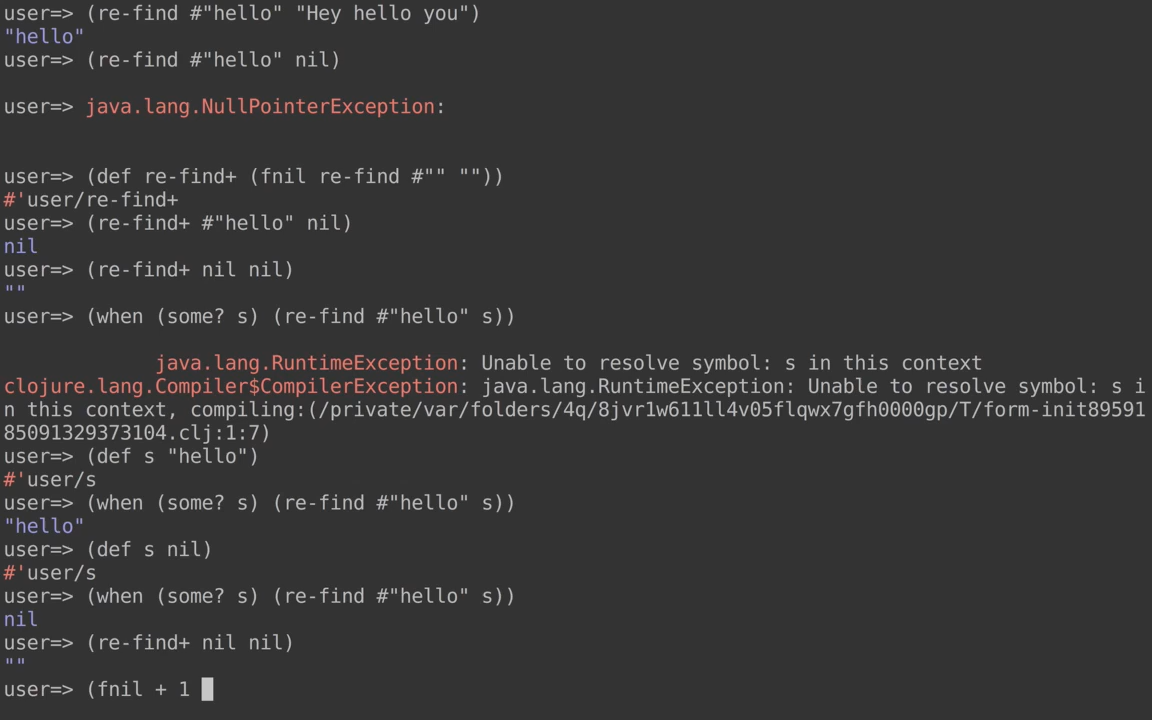 user=> (re-find #"hello" "Hey hello you")
"hello"
user=> (re-find #"hello" nil)
user=> java.lang.NullPointerException:
user=> (def re-find+ (fnil re-find #"" ""))
#'user/re-find+
user=> (re-find+ #"hello" nil)
nil
user=> (re-find+ nil nil)
""
user=> (when (some? s) (re-find #"hello" s))
java.lang.RuntimeException: Unable to resolve symbol: s in this context
clojure.lang.Compiler$CompilerException: java.lang.RuntimeException: Unable to resolve symbol: s i
n this context, compiling:(/private/var/folders/4q/8jvr1w611ll4v05flqwx7gfh0000gp/T/form-init89591
85091329373104.clj:1:7)
user=> (def s "hello")
#'user/s
user=> (when (some? s) (re-find #"hello" s))
"hello"
user=> (def s nil)
#'user/s
user=> (when (some? s) (re-find #"hello" s))
nil
user=> (re-find+ nil nil)
""
user=> (fnil + 1